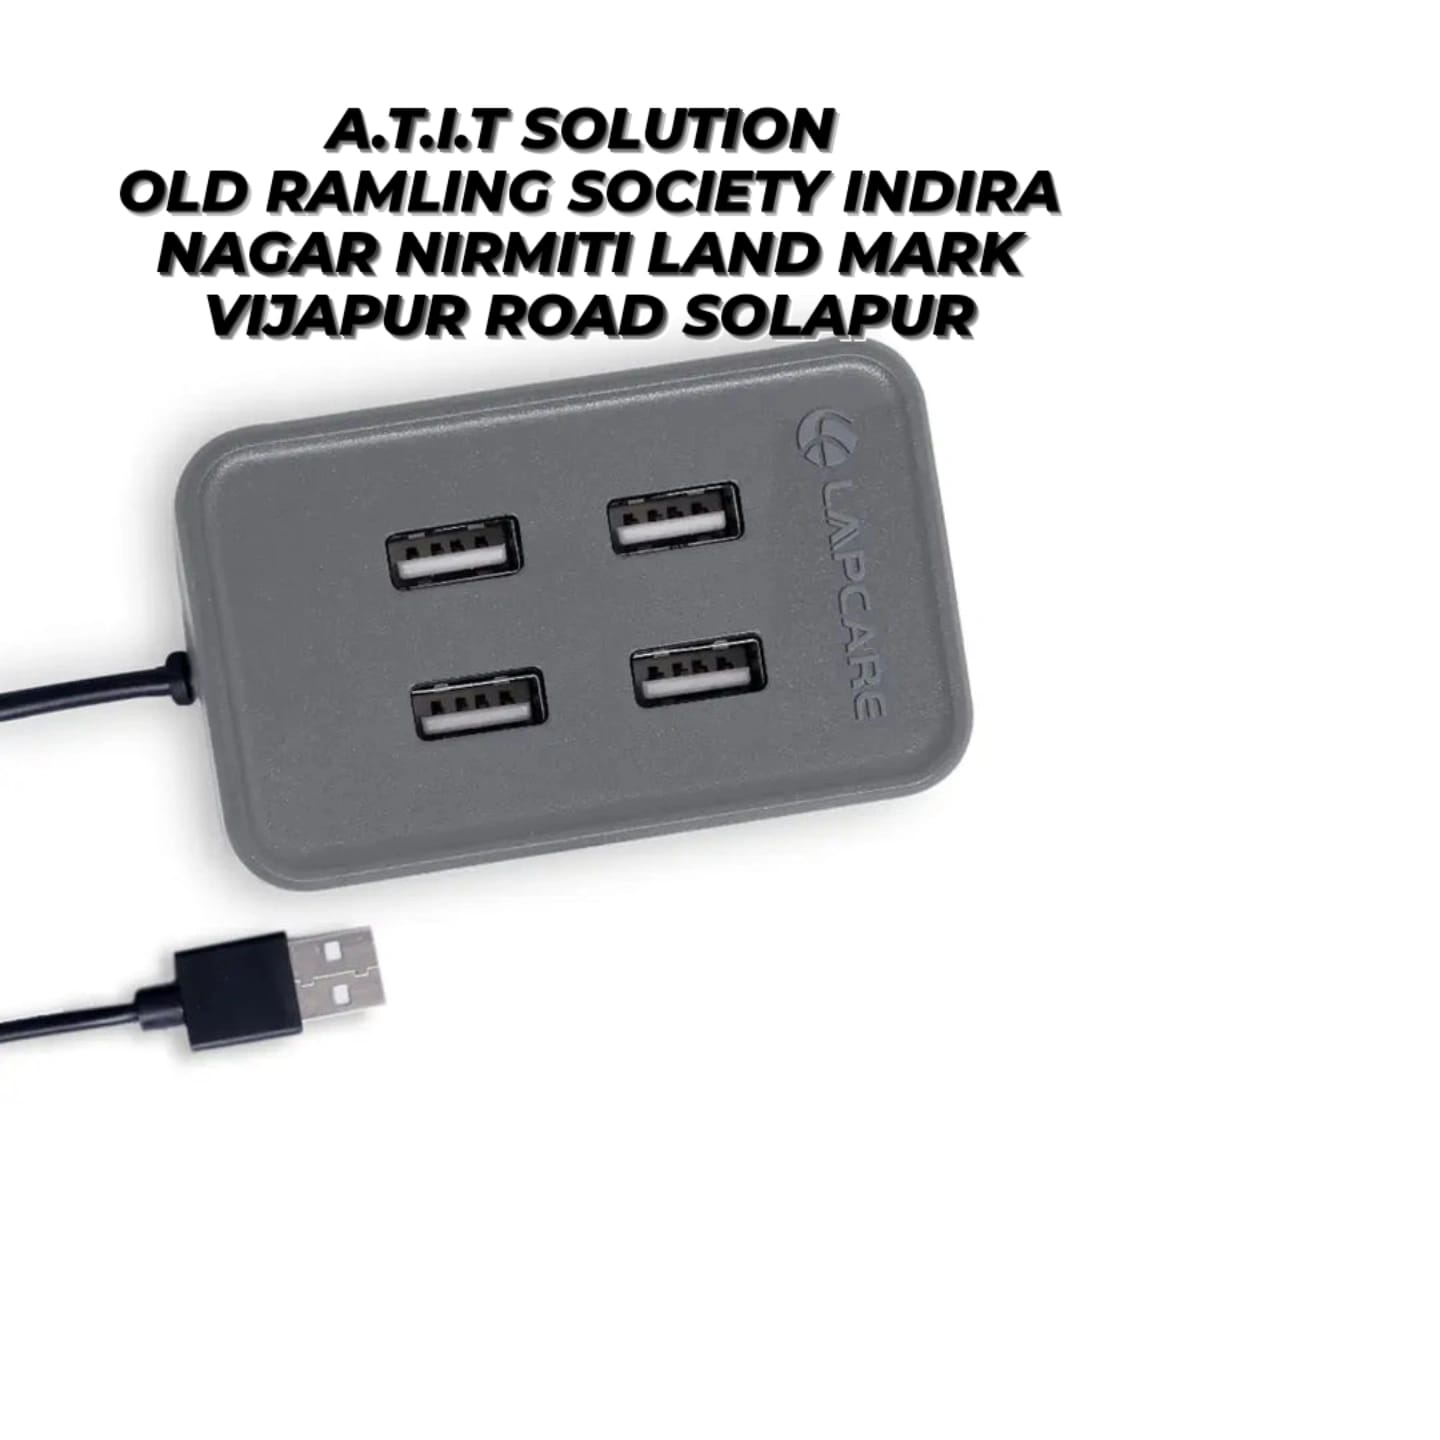 A.T.I.T SOLUTION
OLD RAMLING SOCIETY INDIRA
NAGAR NIRMITI LAND MARK
VIJAPUR ROAD SOLAPUR
LAPCARE